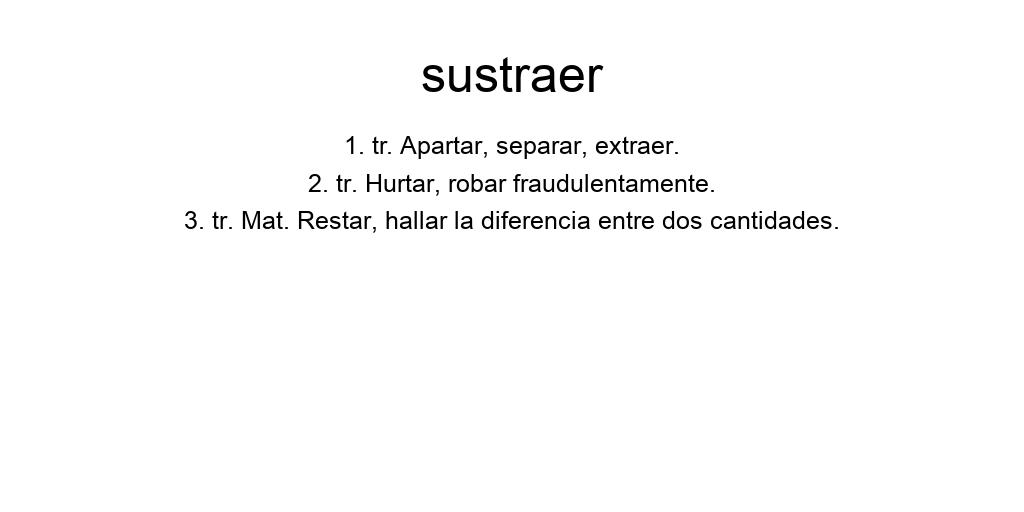 sustraer
1. tr. Apartar, separar, extraer.
2. tr. Hurtar, robar fraudulentamente.
3. tr. Mat. Restar, hallar la diferencia entre dos cantidades.